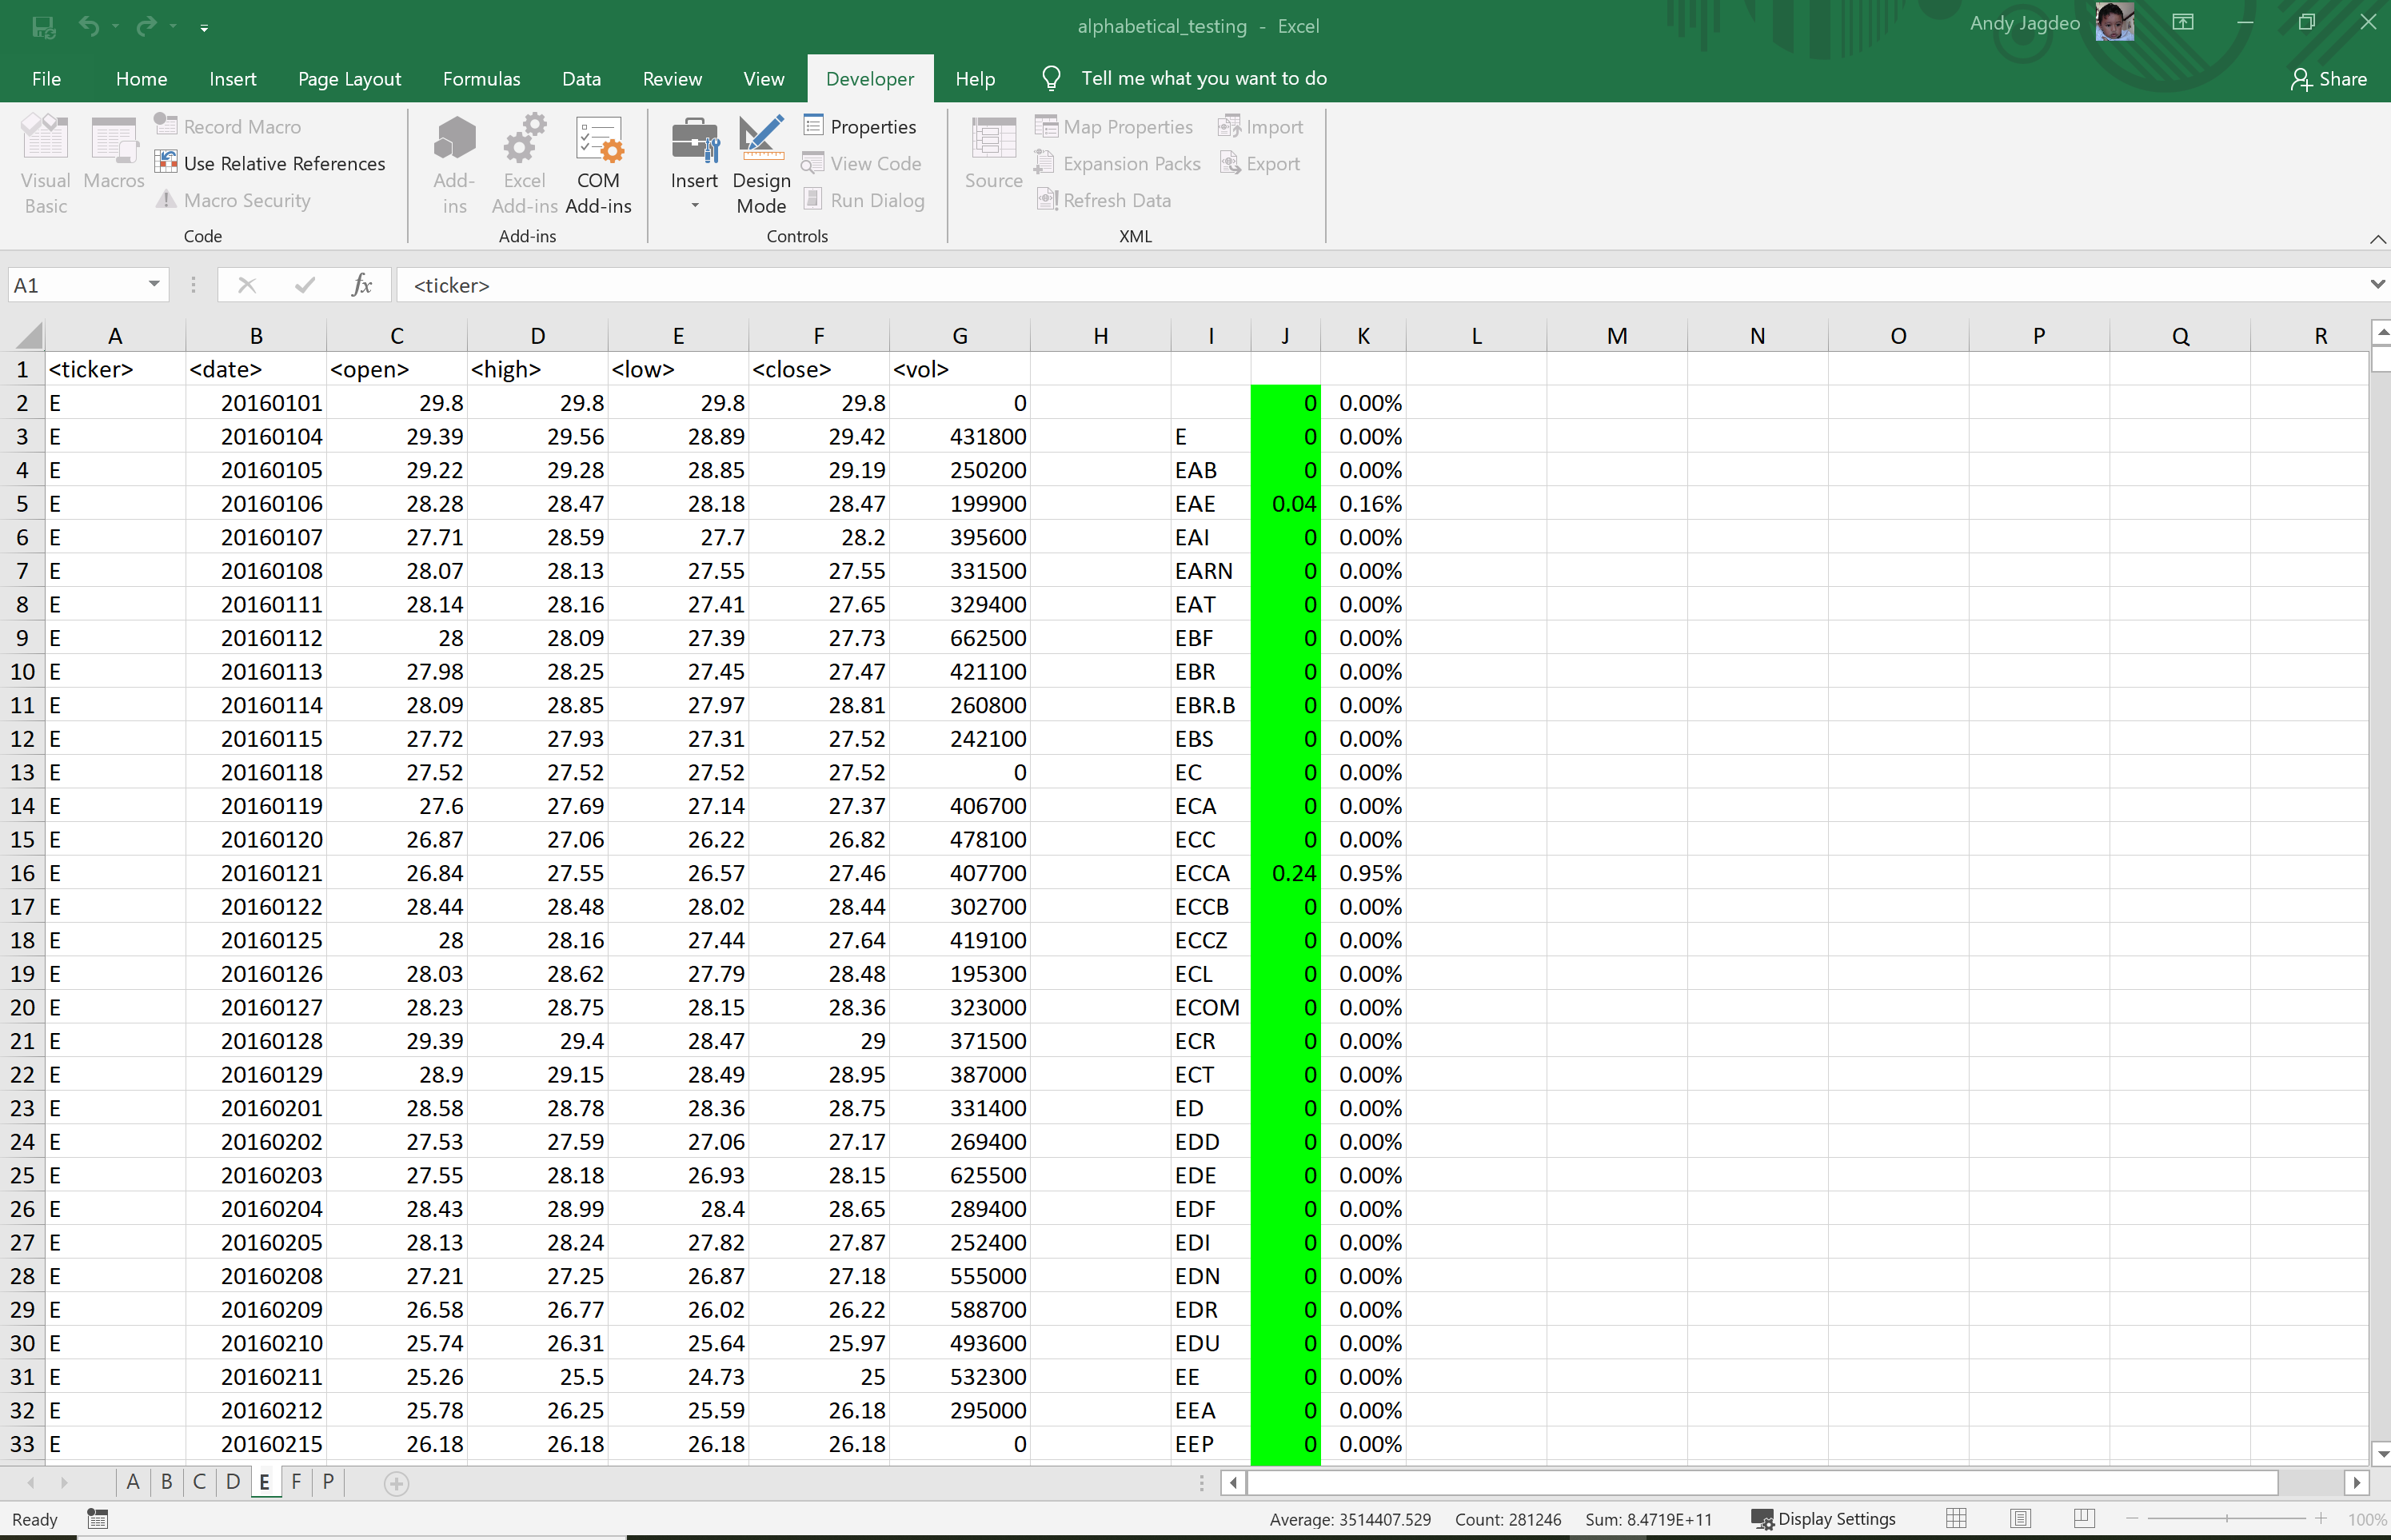 alphabetical_testing - Excel
Andy Jagdeo
File Home Insert Page Layout Formulas Data Review View Developer Help Tell me what you want to do Share
Visual Basic
Macros
Record Macro
Use Relative References
Macro Security
Code
Add-ins
Excel Add-ins
COM Add-ins
Add-ins
Insert
Design Mode
Properties
View Code
Run Dialog
Controls
Source
Map Properties
Expansion Packs
Refresh Data
Import
Export
XML
A1 fx <ticker>
A B C D E F G H I J K L M N O P Q R
1 <ticker> <date> <open> <high> <low> <close> <vol>
2 E 20160101 29.8 29.8 29.8 29.8 0 0 0.00%
3 E 20160104 29.39 29.56 28.89 29.42 431800 E 0 0.00%
4 E 20160105 29.22 29.28 28.85 29.19 250200 EAB 0 0.00%
5 E 20160106 28.28 28.47 28.18 28.47 199900 EAE 0.04 0.16%
6 E 20160107 27.71 28.59 27.7 28.2 395600 EAI 0 0.00%
7 E 20160108 28.07 28.13 27.55 27.55 331500 EARN 0 0.00%
8 E 20160111 28.14 28.16 27.41 27.65 329400 EAT 0 0.00%
9 E 20160112 28 28.09 27.39 27.73 662500 EBF 0 0.00%
10 E 20160113 27.98 28.25 27.45 27.47 421100 EBR 0 0.00%
11 E 20160114 28.09 28.85 27.97 28.81 260800 EBR.B 0 0.00%
12 E 20160115 27.72 27.93 27.31 27.52 242100 EBS 0 0.00%
13 E 20160118 27.52 27.52 27.52 27.52 0 EC 0 0.00%
14 E 20160119 27.6 27.69 27.14 27.37 406700 ECA 0 0.00%
15 E 20160120 26.87 27.06 26.22 26.82 478100 ECC 0 0.00%
16 E 20160121 26.84 27.55 26.57 27.46 407700 ECCA 0.24 0.95%
17 E 20160122 28.44 28.48 28.02 28.44 302700 ECCB 0 0.00%
18 E 20160125 28 28.16 27.44 27.64 419100 ECCZ 0 0.00%
19 E 20160126 28.03 28.62 27.79 28.48 195300 ECL 0 0.00%
20 E 20160127 28.23 28.75 28.15 28.36 323000 ECOM 0 0.00%
21 E 20160128 29.39 29.4 28.47 29 371500 ECR 0 0.00%
22 E 20160129 28.9 29.15 28.49 28.95 387000 ECT 0 0.00%
23 E 20160201 28.58 28.78 28.36 28.75 331400 ED 0 0.00%
24 E 20160202 27.53 27.59 27.06 27.17 269400 EDD 0 0.00%
25 E 20160203 27.55 28.18 26.93 28.15 625500 EDE 0 0.00%
26 E 20160204 28.43 28.99 28.4 28.65 289400 EDF 0 0.00%
27 E 20160205 28.13 28.24 27.82 27.87 252400 EDI 0 0.00%
28 E 20160208 27.21 27.25 26.87 27.18 555000 EDN 0 0.00%
29 E 20160209 26.58 26.77 26.02 26.22 588700 EDR 0 0.00%
30 E 20160210 25.74 26.31 25.64 25.97 493600 EDU 0 0.00%
31 E 20160211 25.26 25.5 24.73 25 532300 EE 0 0.00%
32 E 20160212 25.78 26.25 25.59 26.18 295000 EEA 0 0.00%
33 E 20160215 26.18 26.18 26.18 26.18 0 EEP 0 0.00%
A B C D E F P
Ready Average: 3514407.529 Count: 281246 Sum: 8.4719E+11 Display Settings 100%